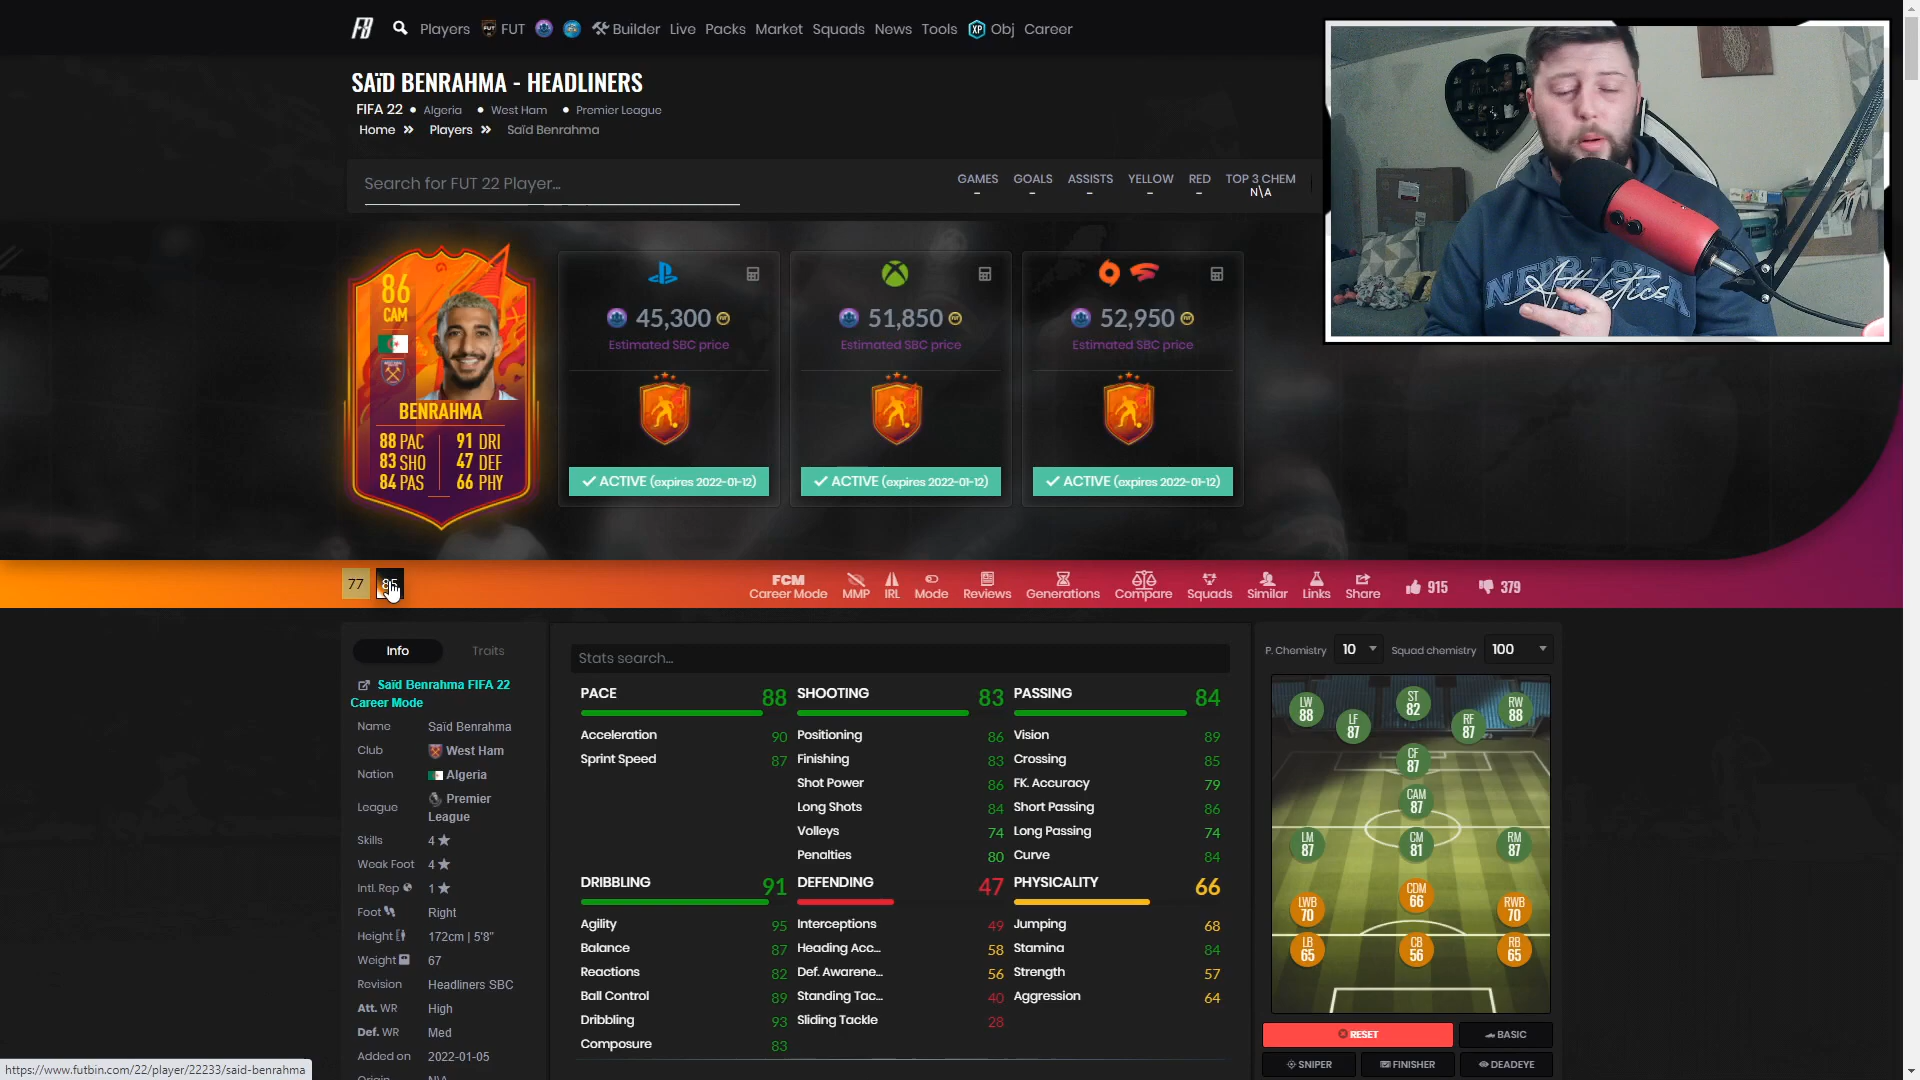 FB Players FUT Builder Live Packs Market Squads News Tools XP Obj Career
SAÏD BENRAHMA - HEADLINERS
FIFA 22 • Algeria • West Ham • Premier League
Home » Players » Saïd Benrahma
Search for FUT 22 Player...
GAMES GOALS ASSISTS YELLOW RED TOP 3 CHEM
- - - - - N\A
86
CAM
BENRAHMA
88 PAC 91 DRI
83 SHO 47 DEF
84 PAS 66 PHY
45,300
Estimated SBC price
ACTIVE (expires 2022-01-12)
51,850
Estimated SBC price
ACTIVE (expires 2022-01-12)
52,950
Estimated SBC price
ACTIVE (expires 2022-01-12)
NEBRASKA
Athletics
77 85
FCM
Career Mode MMP IRL Mode Reviews Generations Compare Squads Similar Links Share 915 379
Info Traits
Saïd Benrahma FIFA 22
Career Mode
Name Saïd Benrahma
Club West Ham
Nation Algeria
League Premier
League
Skills 4
Weak Foot 4
Intl. Rep 1
Foot Right
Height 172cm | 5'8"
Weight 67
Revision Headliners SBC
Att. WR High
Def. WR Med
Added on 2022-01-05
Origin N/A
Stats search...
PACE 88
Acceleration 90
Sprint Speed 87
SHOOTING 83
Positioning 86
Finishing 83
Shot Power 86
Long Shots 84
Volleys 74
Penalties 80
PASSING 84
Vision 89
Crossing 85
FK. Accuracy 79
Short Passing 86
Long Passing 74
Curve 84
DRIBBLING 91
Agility 95
Balance 87
Reactions 82
Ball Control 89
Dribbling 93
Composure 83
DEFENDING 47
Interceptions 49
Heading Acc... 58
Def. Awarene... 56
Standing Tac... 40
Sliding Tackle 28
PHYSICALITY 66
Jumping 68
Stamina 84
Strength 57
Aggression 64
P. Chemistry 10 Squad chemistry 100
LW 88
ST 82
RW 88
LF 87
RF 87
CF 87
CAM 87
LM 87
CM 81
RM 87
CDM 66
LWB 70
RWB 70
LB 65
CB 56
RB 65
RESET BASIC
SNIPER FINISHER DEADEYE
https://www.futbin.com/22/player/22233/said-benrahma